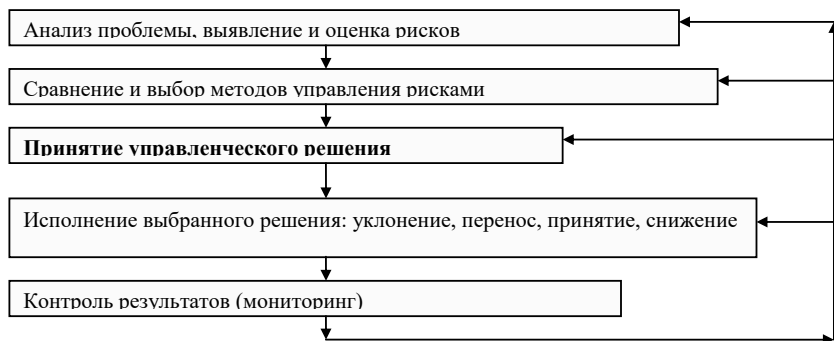 Анализ проблемы, выявление и оценка рисков
Сравнение и выбор методов управления рисками
Принятие управленческого решения
Исполнение выбранного решения: уклонение, перенос, принятие, снижение
Контроль результатов (мониторинг)